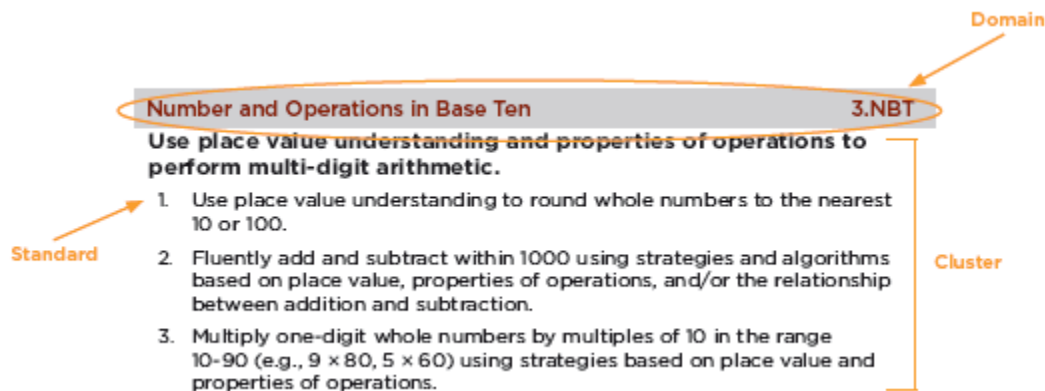 Domain
Number and Operations in Base Ten 3.NBT
Use place value understanding and properties of operations to
perform multi-digit arithmetic.
1. Use place value understanding to round whole numbers to the nearest
10 or 100.
Standard
2. Fluently add and subtract within 1000 using strategies and algorithms
based on place value, properties of operations, and/or the relationship
between addition and subtraction.
Cluster
3. Multiply one-digit whole numbers by multiples of 10 in the range
10-90 (e.g., 9 × 80, 5 × 60) using strategies based on place value and
properties of operations.